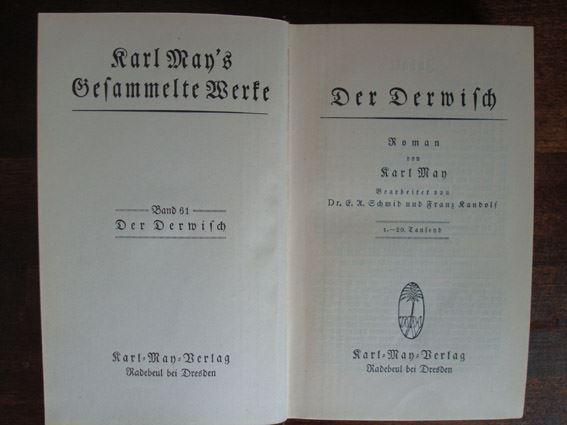 Karl May's
Gesammelte Werke
Band 61
Der Derwisch
Karl-May-Verlag
Radebeul bei Dresden
Der Derwisch
Roman
von
Karl May
Bearbeitet von
Dr. E. A. Schmid und Franz Kandolf
1.—20. Tausend
Karl-May-Verlag
Radebeul bei Dresden